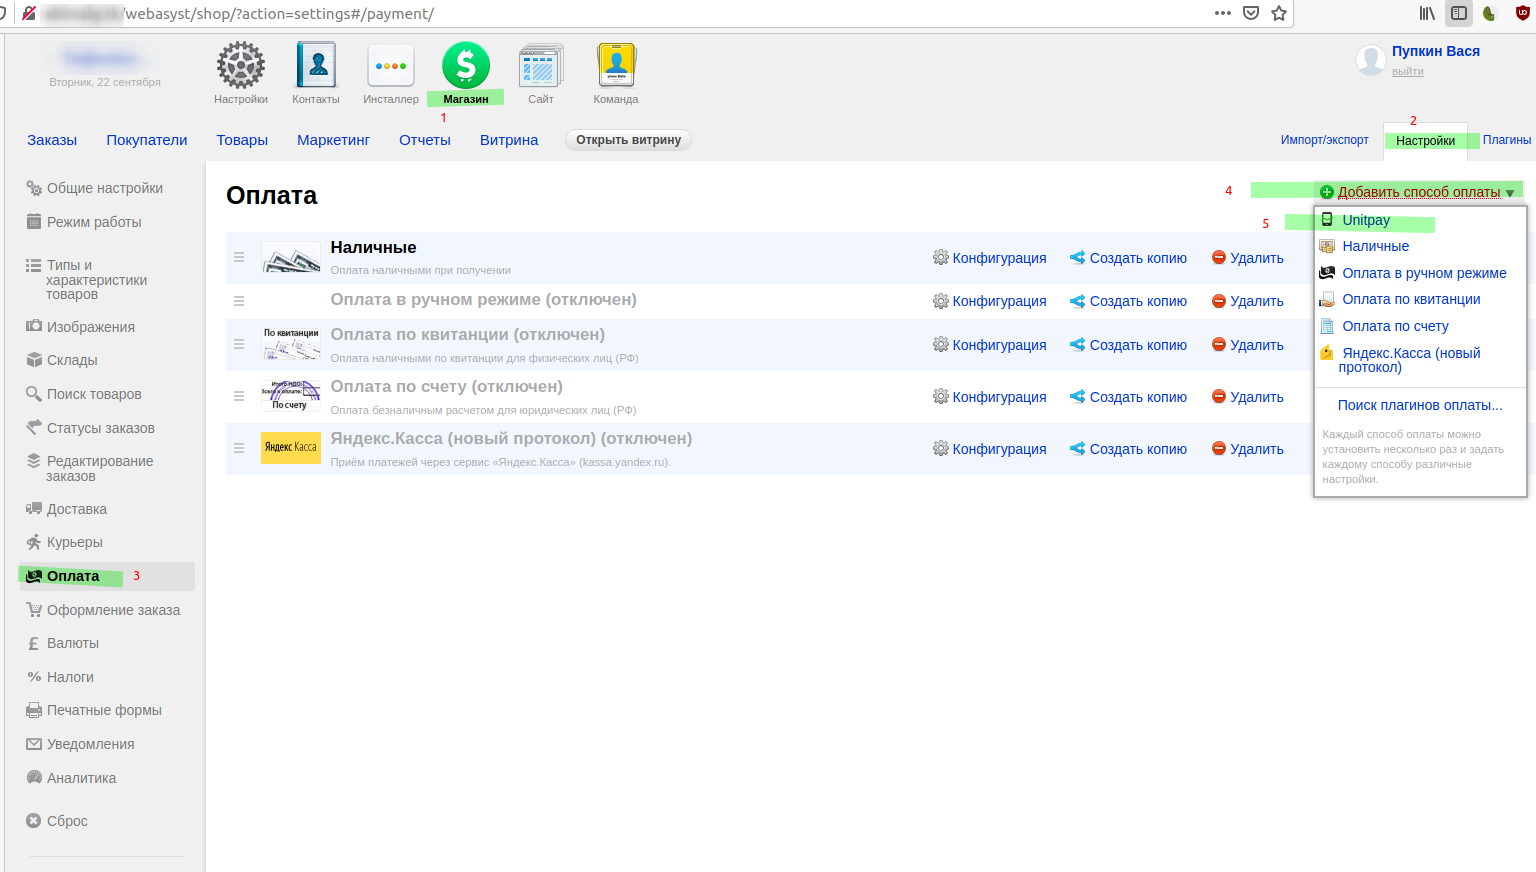 /webasyst/shop/?action=settings#/payment/
Вторник, 22 сентября
Настройки
Контакты
Инсталлер
Магазин
Сайт
Команда
Пупкин Вася
выйти
1
2
Заказы
Покупатели
Товары
Маркетинг
Отчеты
Витрина
Открыть витрину
Импорт/экспорт
Настройки
Плагины
Общие настройки
Режим работы
Типы и
характеристики
товаров
Изображения
Склады
Поиск товаров
Статусы заказов
Редактирование
заказов
Доставка
Курьеры
Оплата 3
Оформление заказа
Валюты
Налоги
Печатные формы
Уведомления
Аналитика
Сброс
Оплата
4 Добавить способ оплаты
5 Unitpay
Наличные
Оплата в ручном режиме
Оплата по квитанции
Оплата по счету
Яндекс.Касса (новый
протокол)
Поиск плагинов оплаты...
Каждый способ оплаты можно
установить несколько раз и задать
каждому способу различные
настройки.
Наличные
Оплата наличными при получении
Конфигурация Создать копию Удалить
Оплата в ручном режиме (отключен)
Конфигурация Создать копию Удалить
По квитанции
Оплата по квитанции (отключен)
Оплата наличными по квитанции для физических лиц (РФ)
Конфигурация Создать копию Удалить
По счету
Оплата по счету (отключен)
Оплата безналичным расчетом для юридических лиц (РФ)
Конфигурация Создать копию Удалить
Яндекс Касса
Яндекс.Касса (новый протокол) (отключен)
Приём платежей через сервис «Яндекс.Касса» (kassa.yandex.ru).
Конфигурация Создать копию Удалить